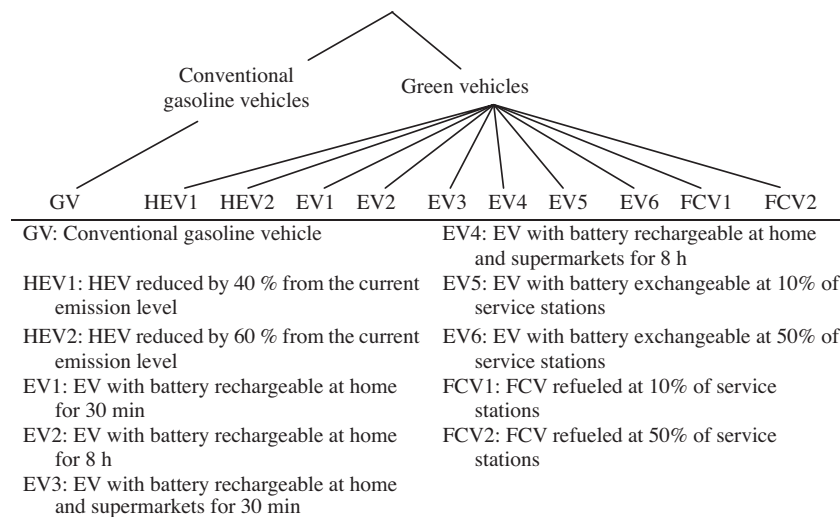 Conventional
gasoline vehicles
Green vehicles
GV HEV1 HEV2 EV1 EV2 EV3 EV4 EV5 EV6 FCV1 FCV2
GV: Conventional gasoline vehicle
HEV1: HEV reduced by 40 % from the current
emission level
HEV2: HEV reduced by 60 % from the current
emission level
EV1: EV with battery rechargeable at home
for 30 min
EV2: EV with battery rechargeable at home
for 8 h
EV3: EV with battery rechargeable at home
and supermarkets for 30 min
EV4: EV with battery rechargeable at home
and supermarkets for 8 h
EV5: EV with battery exchangeable at 10% of
service stations
EV6: EV with battery exchangeable at 50% of
service stations
FCV1: FCV refueled at 10% of service
stations
FCV2: FCV refueled at 50% of service
stations